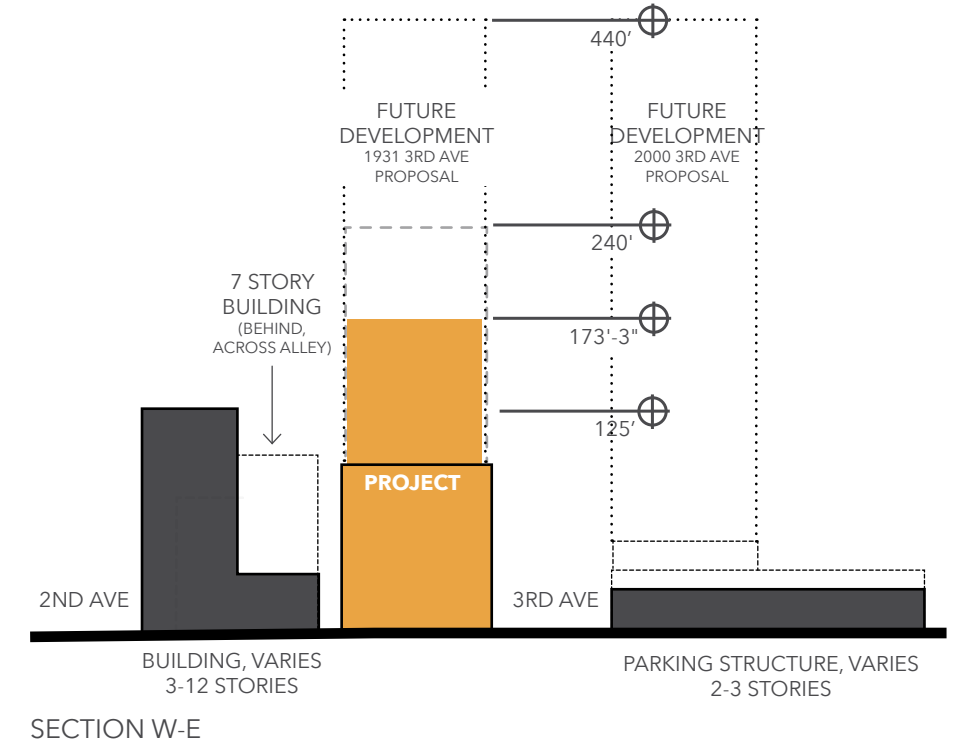 440’
FUTURE
DEVELOPMENT
1931 3RD AVE
PROPOSAL
FUTURE
DEVELOPMENT
2000 3RD AVE
PROPOSAL
240'
7 STORY
BUILDING
(BEHIND,
ACROSS ALLEY)
173'-3"
125’
PROJECT
2ND AVE
3RD AVE
BUILDING, VARIES
3-12 STORIES
PARKING STRUCTURE, VARIES
2-3 STORIES
SECTION W-E